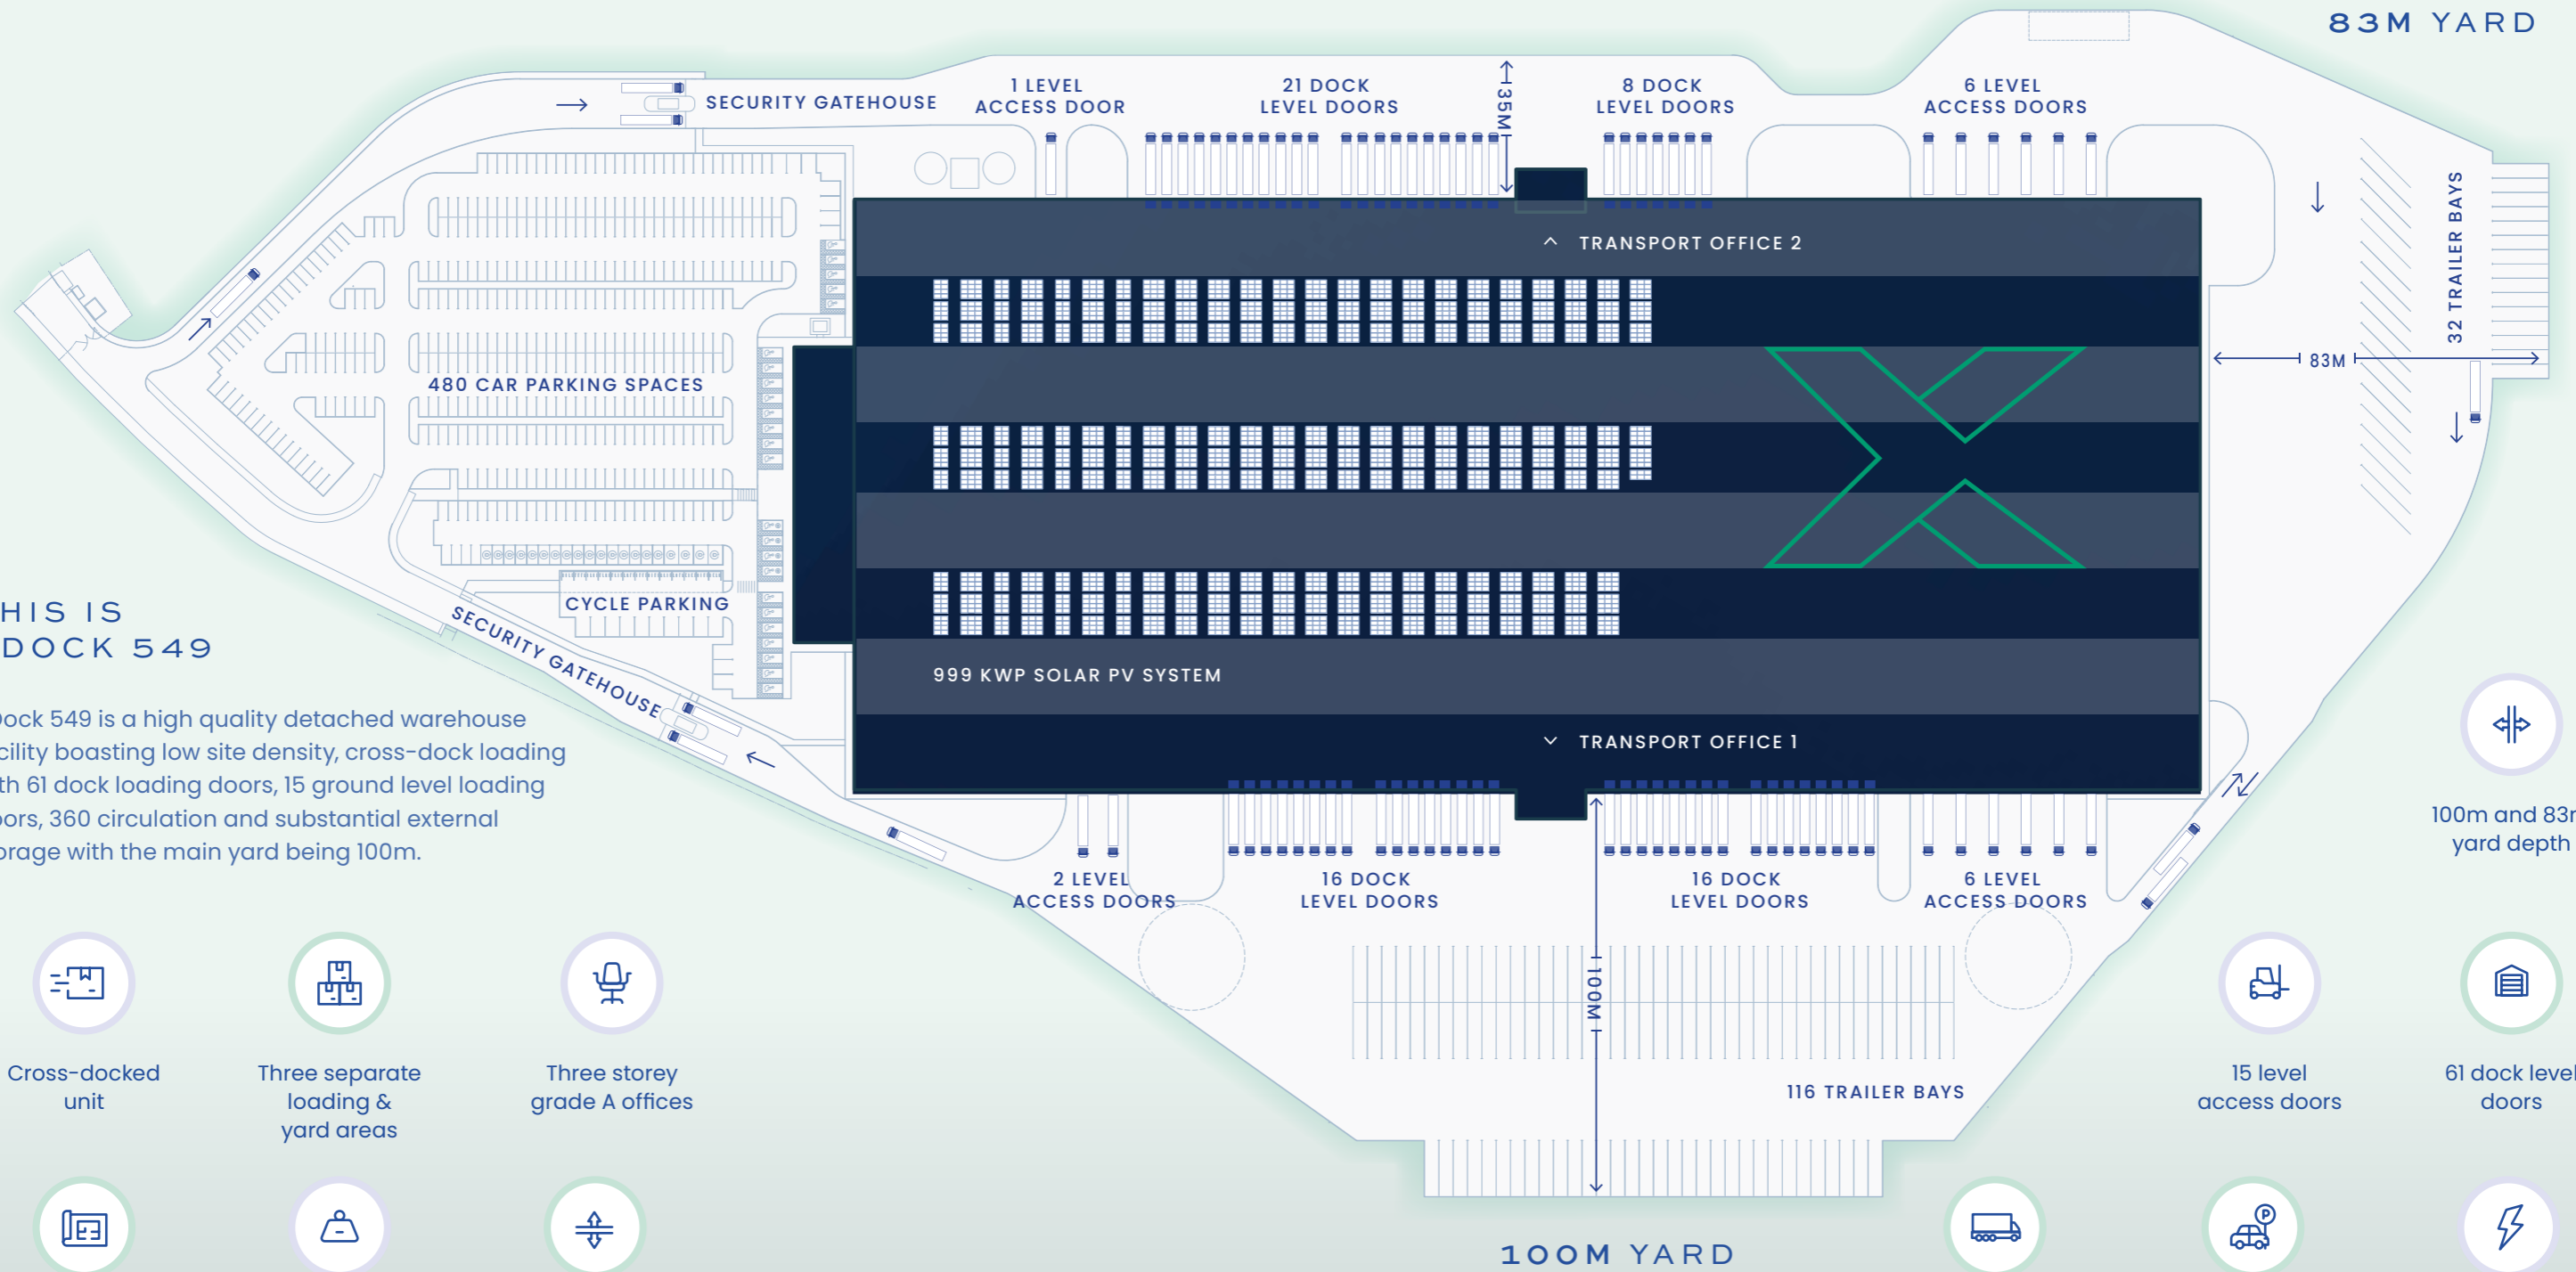 83M YARD
SECURITY GATEHOUSE
1 LEVEL
ACCESS DOOR
21 DOCK
LEVEL DOORS
35M
8 DOCK
LEVEL DOORS
6 LEVEL
ACCESS DOORS
32 TRAILER BAYS
83M
TRANSPORT OFFICE 2
480 CAR PARKING SPACES
CYCLE PARKING
SECURITY GATEHOUSE
999 KWP SOLAR PV SYSTEM
TRANSPORT OFFICE 1
2 LEVEL
ACCESS DOORS
16 DOCK
LEVEL DOORS
16 DOCK
LEVEL DOORS
6 LEVEL
ACCESS DOORS
100M
116 TRAILER BAYS
100M YARD
HIS IS
DOCK 549
Dock 549 is a high quality detached warehouse
cility boasting low site density, cross-dock loading
th 61 dock loading doors, 15 ground level loading
ors, 360 circulation and substantial external
orage with the main yard being 100m.
Cross-docked
unit
Three separate
loading &
yard areas
Three storey
grade A offices
100m and 83m
yard depth
15 level
access doors
61 dock level
doors
P